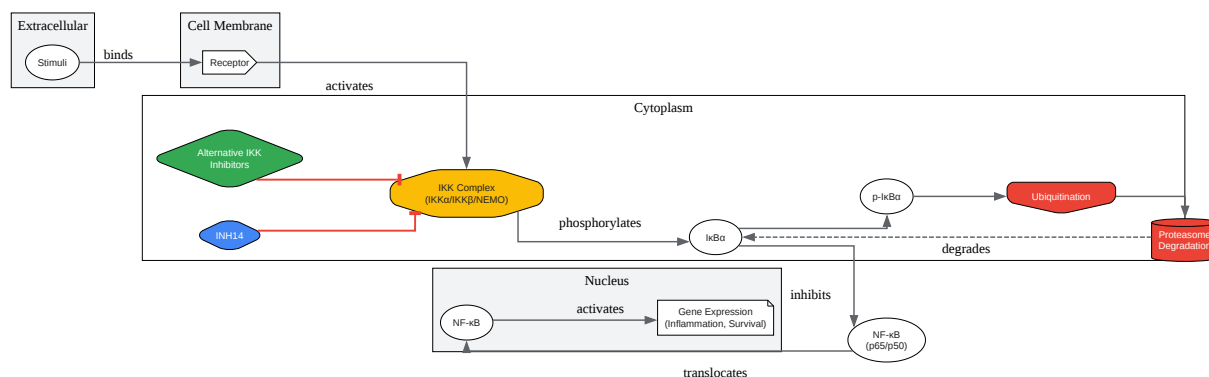 Extracellular
Stimuli
binds
Cell Membrane
Receptor
activates
Cytoplasm
Alternative IKK
Inhibitors
INH14
IKK Complex
(IKKα/IKKβ/NEMO)
phosphorylates
IκBα
p-IκBα
Ubiquitination
Proteasome
Degradation
degrades
inhibits
Nucleus
NF-κB
activates
Gene Expression
(Inflammation, Survival)
NF-κB
(p65/p50)
translocates